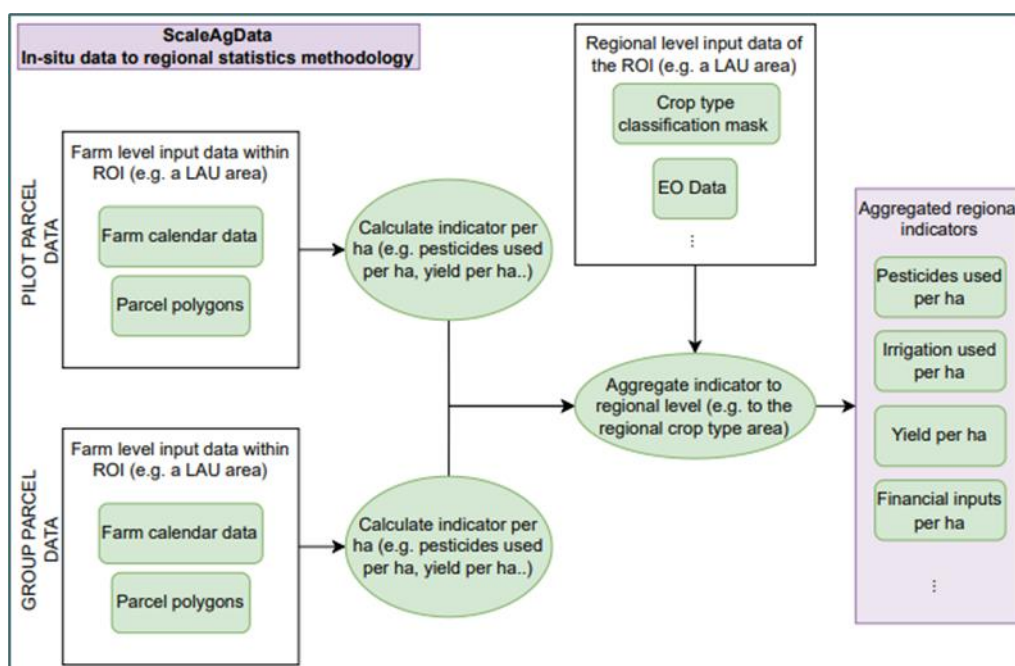 ScaleAgData
In-situ data to regional statistics methodology
PILOT PARCEL
DATA
Farm level input data within
ROI (e.g. a LAU area)
Farm calendar data
Parcel polygons
Calculate indicator per
ha (e.g. pesticides used
per ha, yield per ha..)
Regional level input data of
the ROI (e.g. a LAU area)
Crop type
classification mask
EO Data
...
GROUP PARCEL
DATA
Farm level input data within
ROI (e.g. a LAU area)
Farm calendar data
Parcel polygons
Calculate indicator per
ha (e.g. pesticides used
per ha, yield per ha..)
Aggregate indicator to
regional level (e.g. to the
regional crop type area)
Aggregated regional
indicators
Pesticides used
per ha
Irrigation used
per ha
Yield per ha
Financial inputs
per ha
...